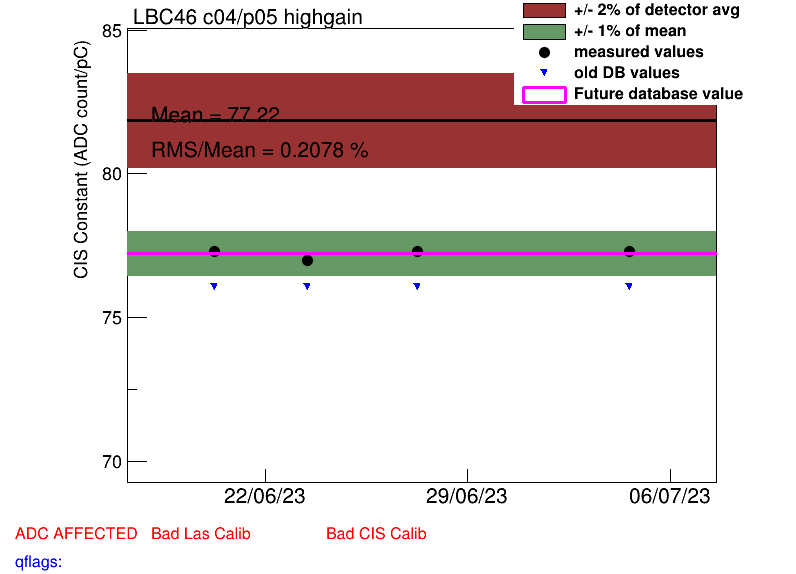 LBC46 c04/p05 highgain
+/- 2% of detector avg
+/- 1% of mean
measured values
old DB values
Future database value
Mean = 77.22
RMS/Mean = 0.2078 %
CIS Constant (ADC count/pC)
85
80
75
70
22/06/23 29/06/23 06/07/23
ADC AFFECTED Bad Las Calib Bad CIS Calib
qflags: